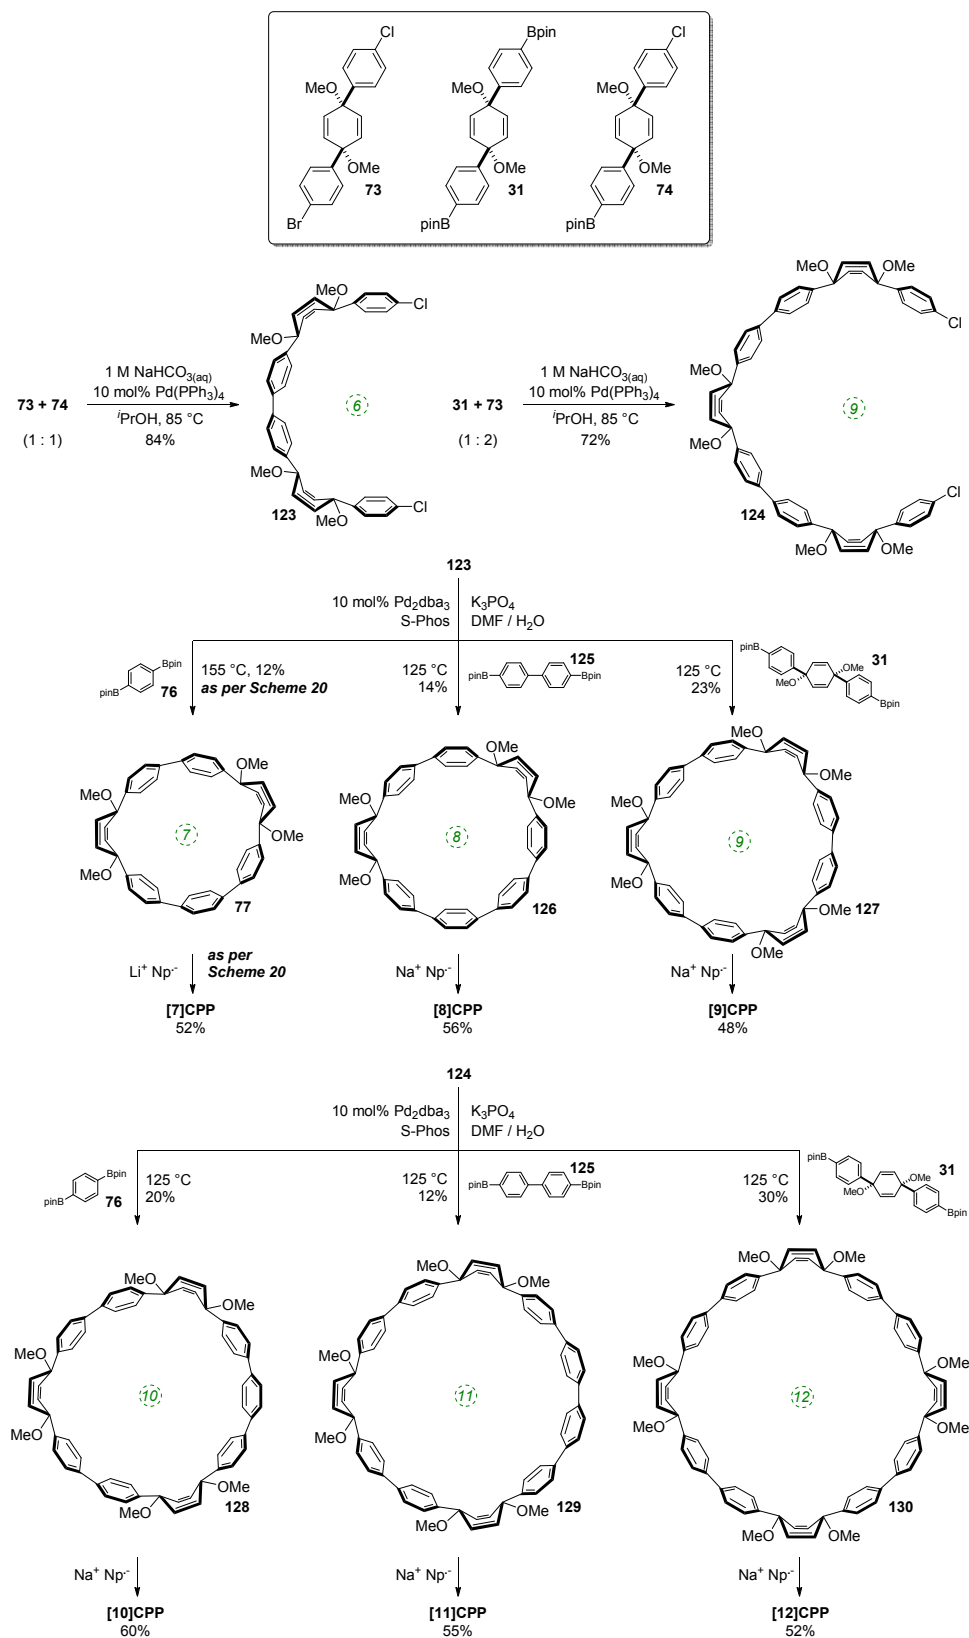 Cl
Bpin
Cl
MeO
MeO
MeO
OMe
OMe
OMe
73
31
74
Br
pinB
pinB
MeO
Cl
MeO
MeO
OMe
Cl
73 + 74
(1 : 1)
1 M NaHCO3(aq)
10 mol% Pd(PPh3)4
iPrOH, 85 °C
84%
6
MeO
123
MeO
Cl
31 + 73
(1 : 2)
1 M NaHCO3(aq)
10 mol% Pd(PPh3)4
iPrOH, 85 °C
72%
MeO
9
MeO
124
Cl
MeO
OMe
123
10 mol% Pd2dba3
K3PO4
S-Phos
DMF / H2O
Bpin
pinB
76
155 °C, 12%
as per Scheme 20
125 °C
14%
125
pinB
Bpin
125 °C
23%
31
pinB
OMe
MeO
Bpin
OMe
MeO
7
OMe
MeO
77
OMe
MeO
OMe
8
MeO
126
MeO
OMe
MeO
9
MeO
OMe
127
OMe
Li+ Np·-
as per
Scheme 20
Na+ Np·-
Na+ Np·-
[7]CPP
52%
[8]CPP
56%
[9]CPP
48%
124
10 mol% Pd2dba3
K3PO4
S-Phos
DMF / H2O
Bpin
pinB
76
125 °C
20%
125 °C
12%
125
pinB
Bpin
125 °C
30%
31
pinB
OMe
MeO
Bpin
MeO
OMe
MeO
10
MeO
OMe
MeO
128
MeO
OMe
MeO
11
MeO
OMe
MeO
129
MeO
OMe
MeO
OMe
12
MeO
OMe
130
MeO
OMe
Na+ Np·-
Na+ Np·-
Na+ Np·-
[10]CPP
60%
[11]CPP
55%
[12]CPP
52%